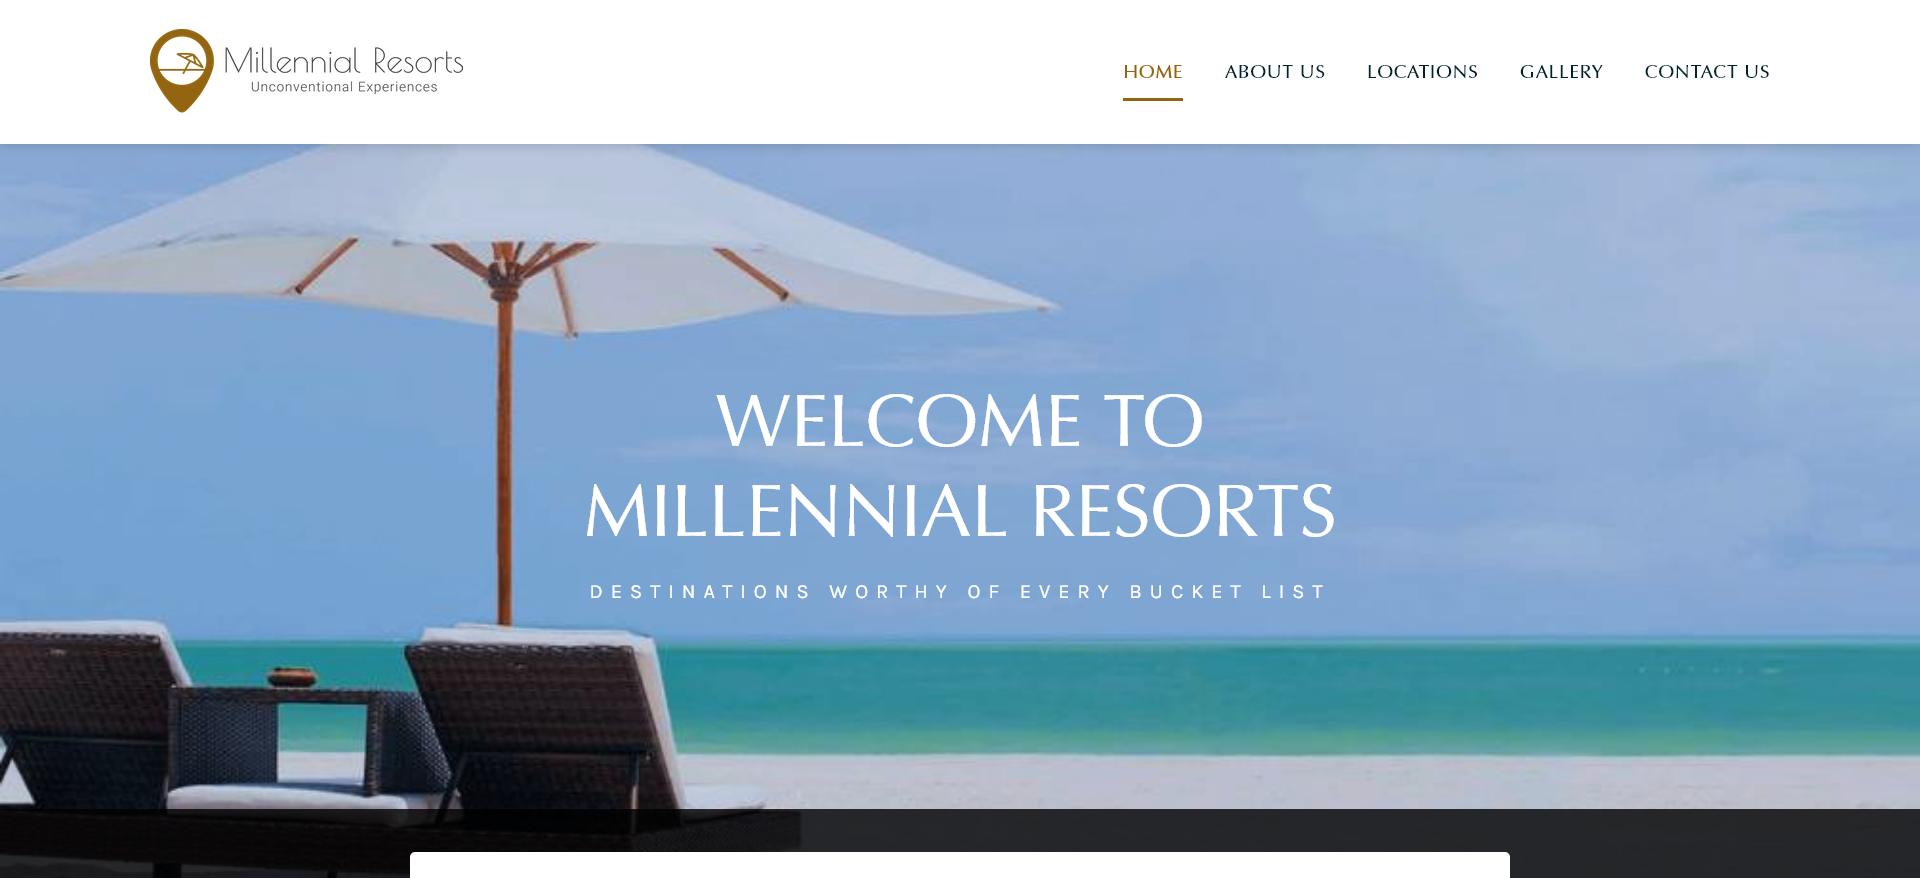 Millennial Resorts
Unconventional Experiences
HOME ABOUT US LOCATIONS GALLERY CONTACT US
WELCOME TO
MILLENNIAL RESORTS
DESTINATIONS WORTHY OF EVERY BUCKET LIST